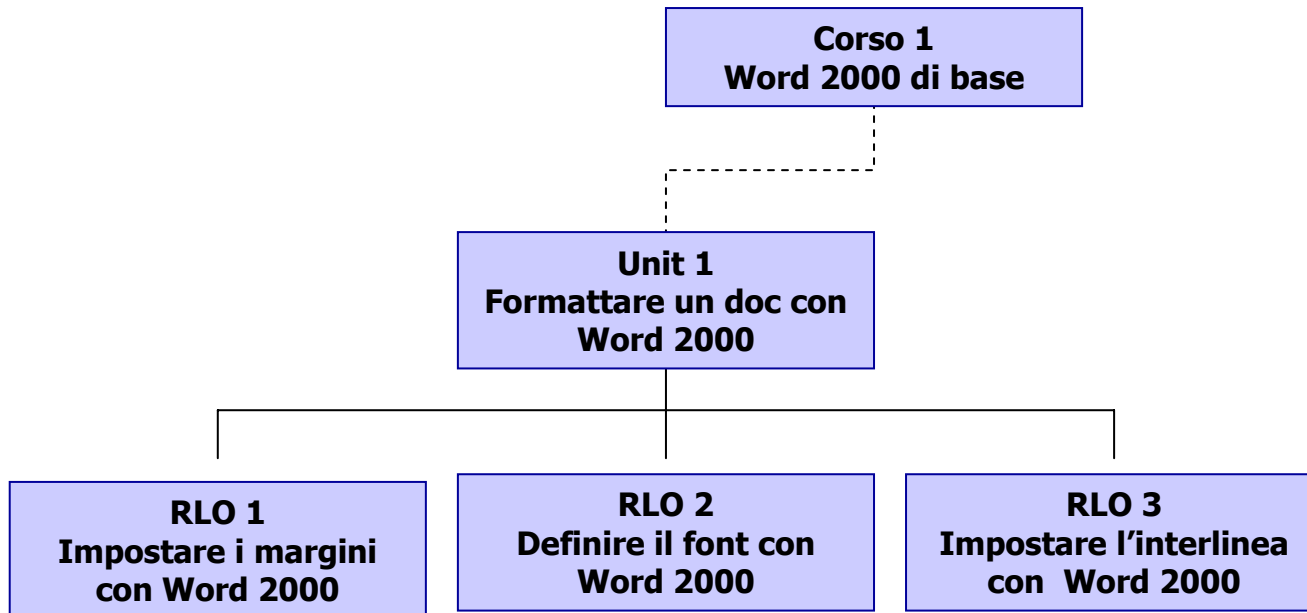 Corso 1
Word 2000 di base
Unit 1
Formattare un doc con
Word 2000
RLO 1
Impostare i margini
con Word 2000
RLO 2
Definire il font con
Word 2000
RLO 3
Impostare l’interlinea
con  Word 2000